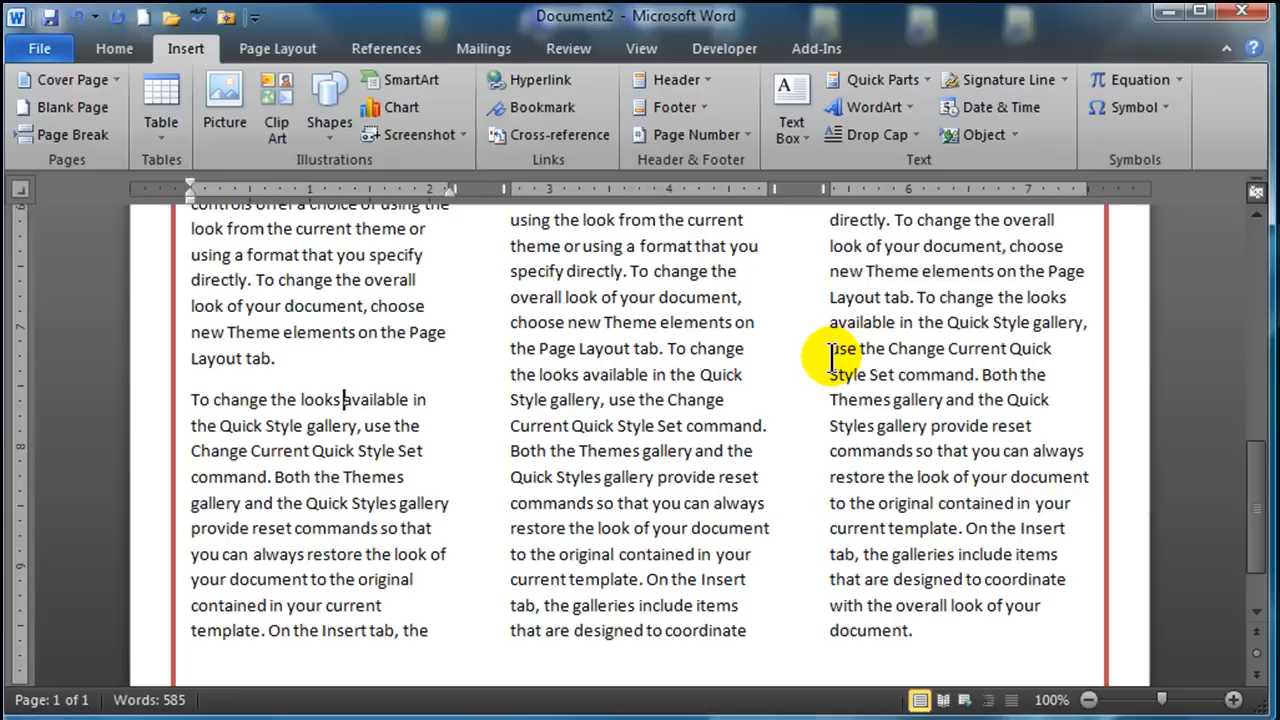 Document2 - Microsoft Word
File Home Insert Page Layout References Mailings Review View Developer Add-Ins
Cover Page
Blank Page
Page Break
Pages
Table
Tables
Picture
Clip
Art
Shapes
SmartArt
Chart
Screenshot
Illustrations
Hyperlink
Bookmark
Cross-reference
Links
Header
Footer
Page Number
Header & Footer
Text
Box
Quick Parts
WordArt
Drop Cap
Signature Line
Date & Time
Object
Text
Equation
Symbol
Symbols
1 2 3 4 5 6 7
controls offer a choice of using the
look from the current theme or
using a format that you specify
directly. To change the overall
look of your document, choose
new Theme elements on the Page
Layout tab.
To change the looks available in
the Quick Style gallery, use the
Change Current Quick Style Set
command. Both the Themes
gallery and the Quick Styles gallery
provide reset commands so that
you can always restore the look of
your document to the original
contained in your current
template. On the Insert tab, the
using the look from the current
theme or using a format that you
specify directly. To change the
overall look of your document,
choose new Theme elements on
the Page Layout tab. To change
the looks available in the Quick
Style gallery, use the Change
Current Quick Style Set command.
Both the Themes gallery and the
Quick Styles gallery provide reset
commands so that you can always
restore the look of your document
to the original contained in your
current template. On the Insert
tab, the galleries include items
that are designed to coordinate
directly. To change the overall
look of your document, choose
new Theme elements on the Page
Layout tab. To change the looks
available in the Quick Style gallery,
use the Change Current Quick
Style Set command. Both the
Themes gallery and the Quick
Styles gallery provide reset
commands so that you can always
restore the look of your document
to the original contained in your
current template. On the Insert
tab, the galleries include items
that are designed to coordinate
with the overall look of your
document.
7
8
9
Page: 1 of 1 Words: 585 100%